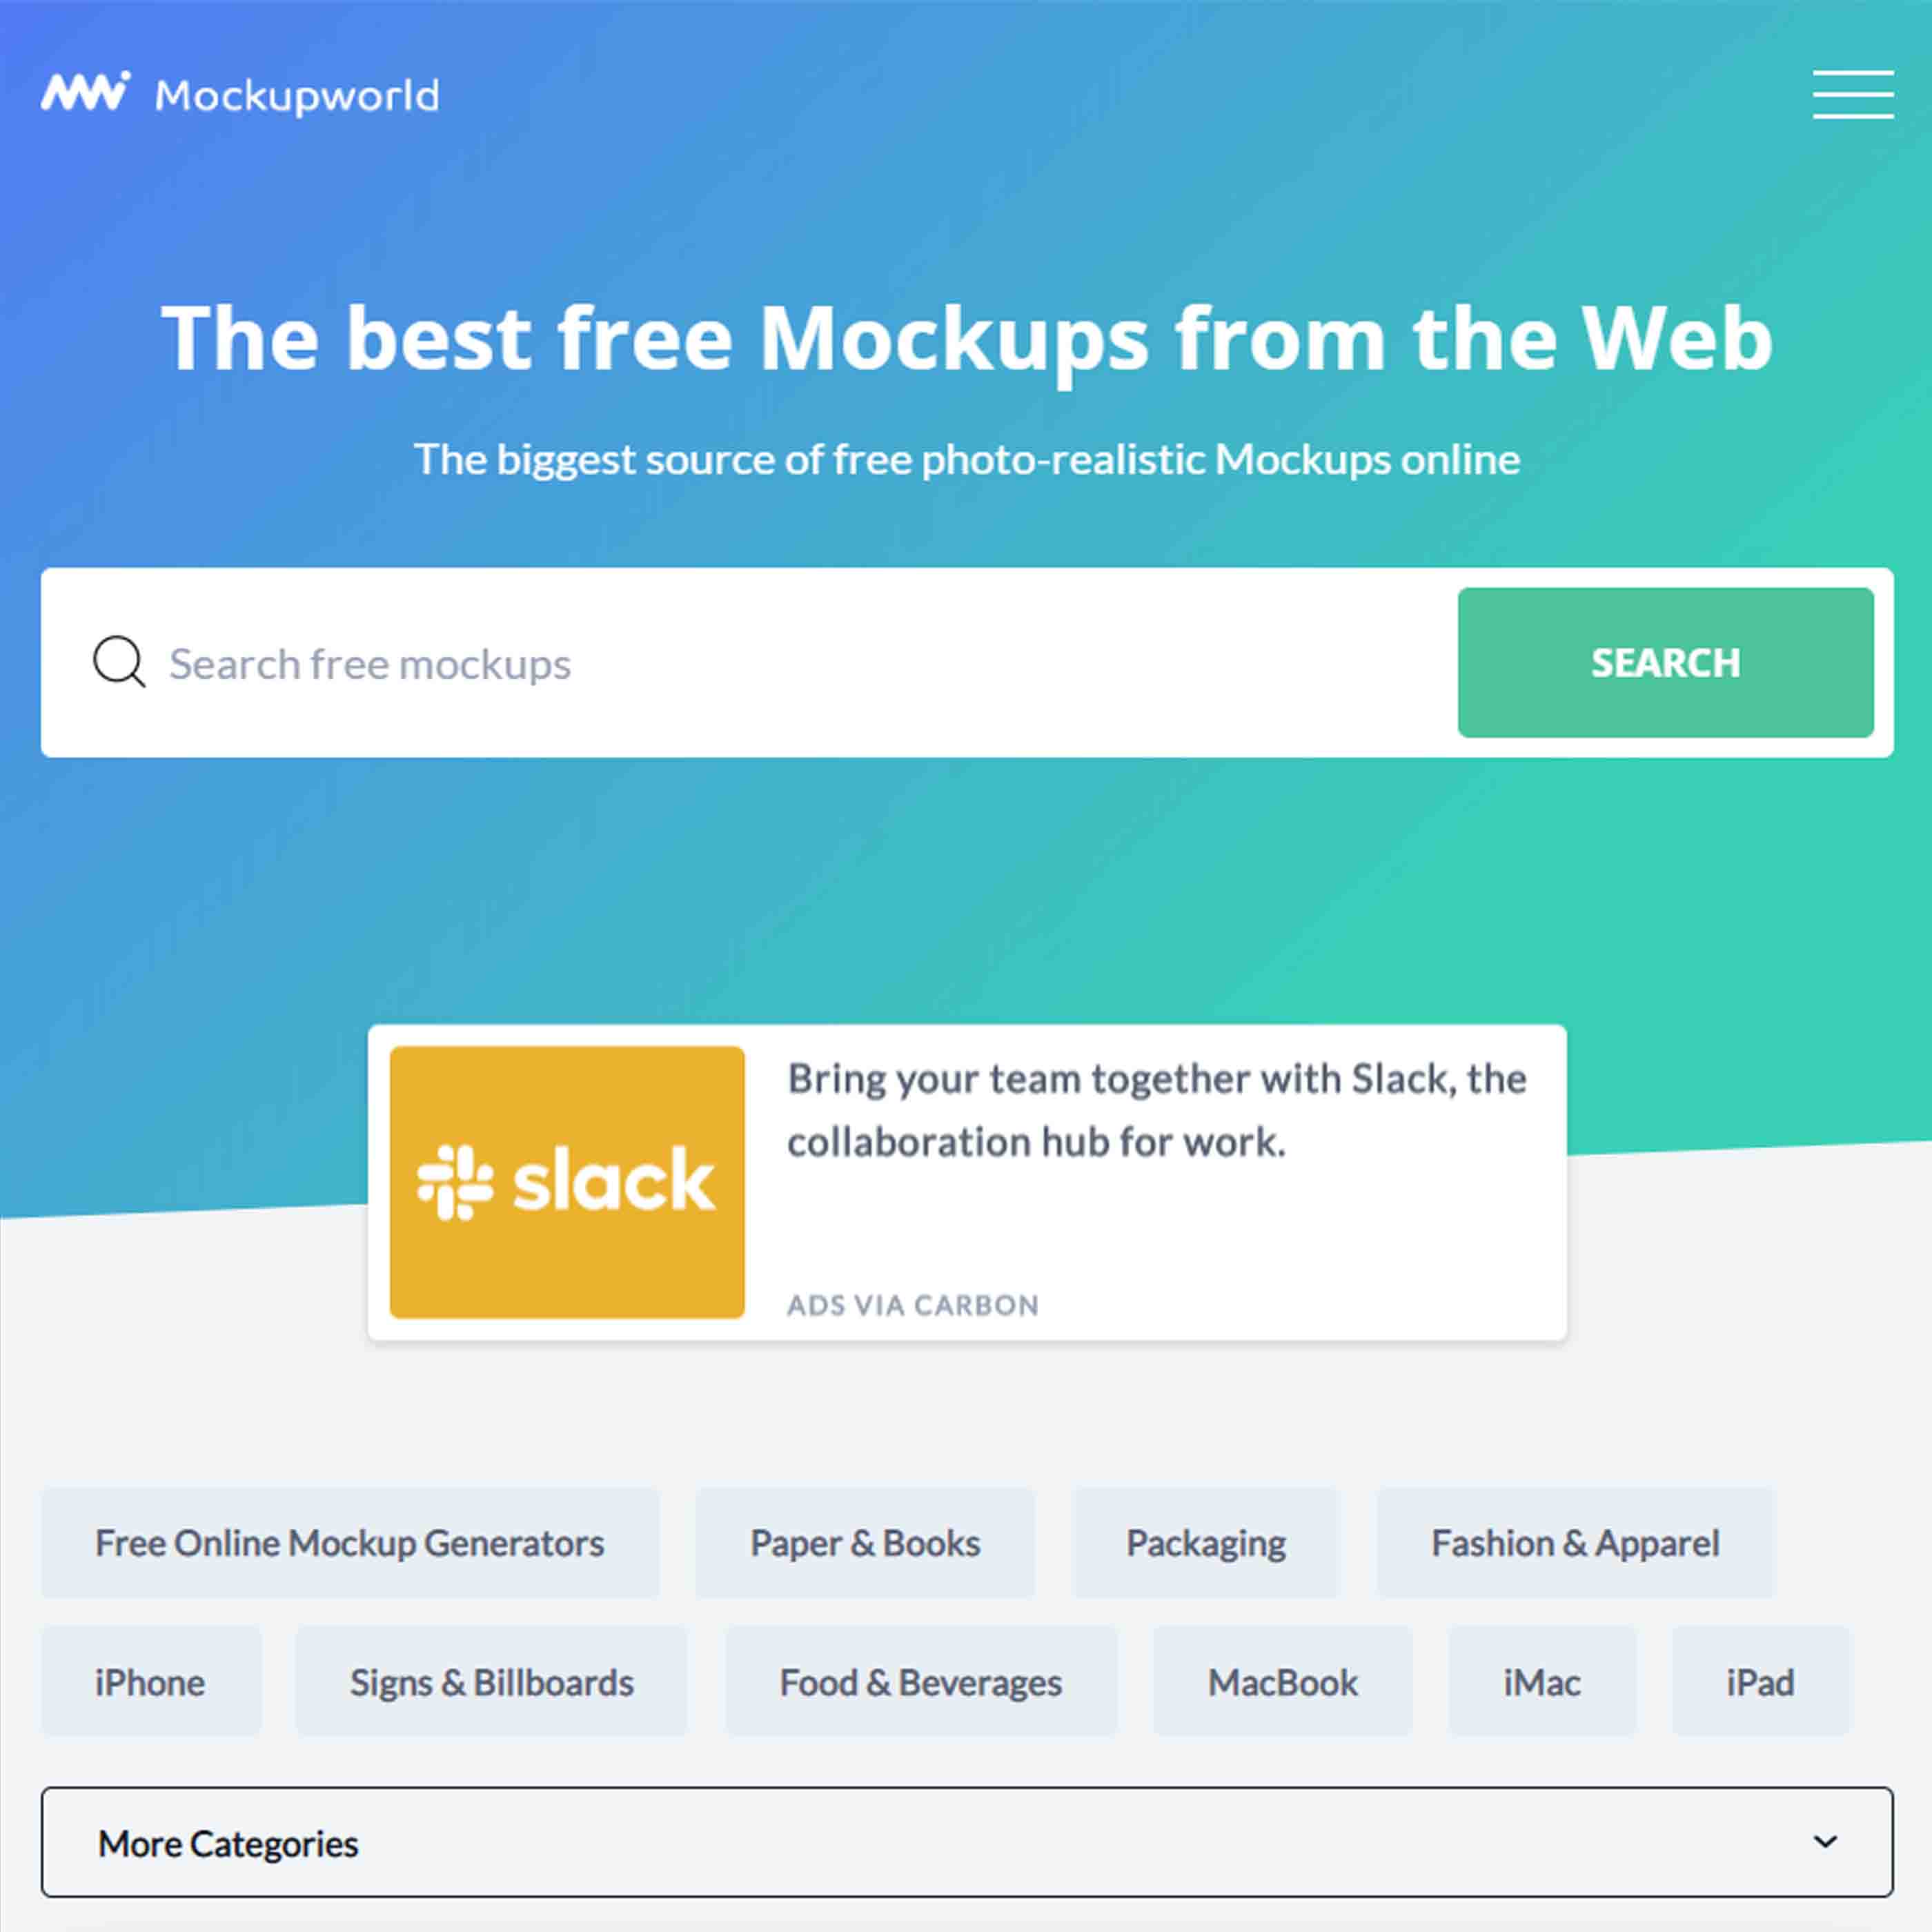 Mockupworld
The best free Mockups from the Web
The biggest source of free photo-realistic Mockups online
Search free mockups
SEARCH
slack
Bring your team together with Slack, the
collaboration hub for work.
ADS VIA CARBON
Free Online Mockup Generators
Paper & Books
Packaging
Fashion & Apparel
iPhone
Signs & Billboards
Food & Beverages
MacBook
iMac
iPad
More Categories